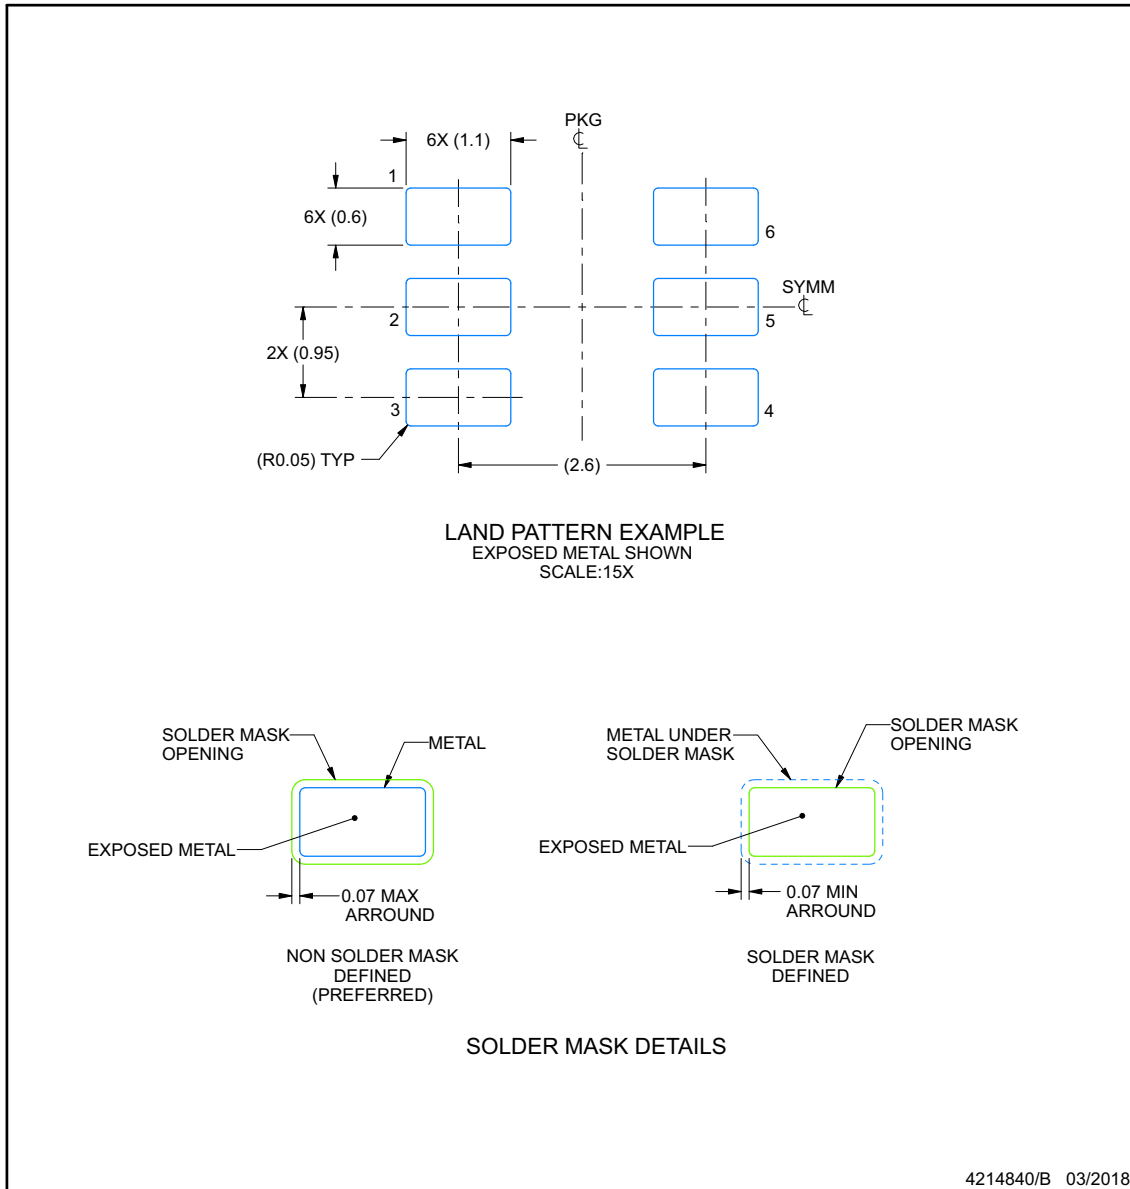 PKG
℄
6X (1.1)
1
6X (0.6)
6
SYMM
℄
2
5
2X (0.95)
3
4
(R0.05) TYP
(2.6)
LAND PATTERN EXAMPLE
EXPOSED METAL SHOWN
SCALE:15X
SOLDER MASK
OPENING
METAL
EXPOSED METAL
0.07 MAX
ARROUND
NON SOLDER MASK
DEFINED
(PREFERRED)
METAL UNDER
SOLDER MASK
SOLDER MASK
OPENING
EXPOSED METAL
0.07 MIN
ARROUND
SOLDER MASK
DEFINED
SOLDER MASK DETAILS
4214840/B 03/2018